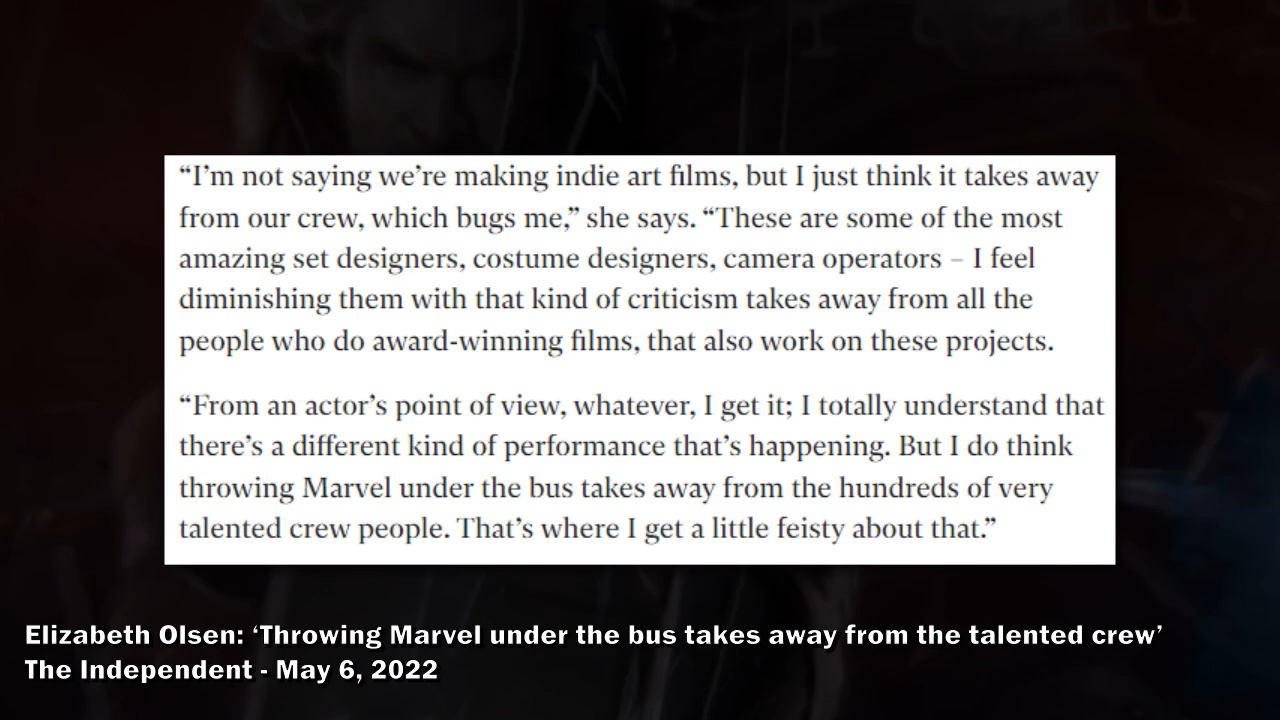 “I’m not saying we’re making indie art films, but I just think it takes away
from our crew, which bugs me,” she says. “These are some of the most
amazing set designers, costume designers, camera operators – I feel
diminishing them with that kind of criticism takes away from all the
people who do award-winning films, that also work on these projects.
“From an actor’s point of view, whatever, I get it; I totally understand that
there’s a different kind of performance that’s happening. But I do think
throwing Marvel under the bus takes away from the hundreds of very
talented crew people. That’s where I get a little feisty about that.”
Elizabeth Olsen: ‘Throwing Marvel under the bus takes away from the talented crew’
The Independent - May 6, 2022